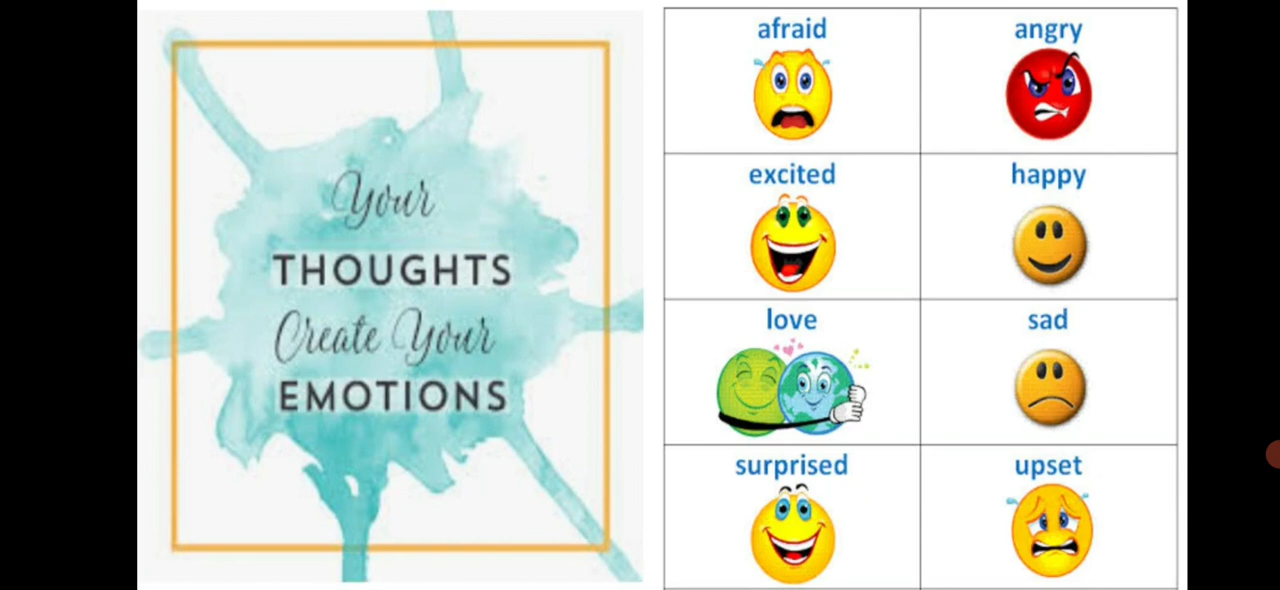 Your
THOUGHTS
Create Your
EMOTIONS
afraid
angry
excited
happy
love
sad
surprised
upset